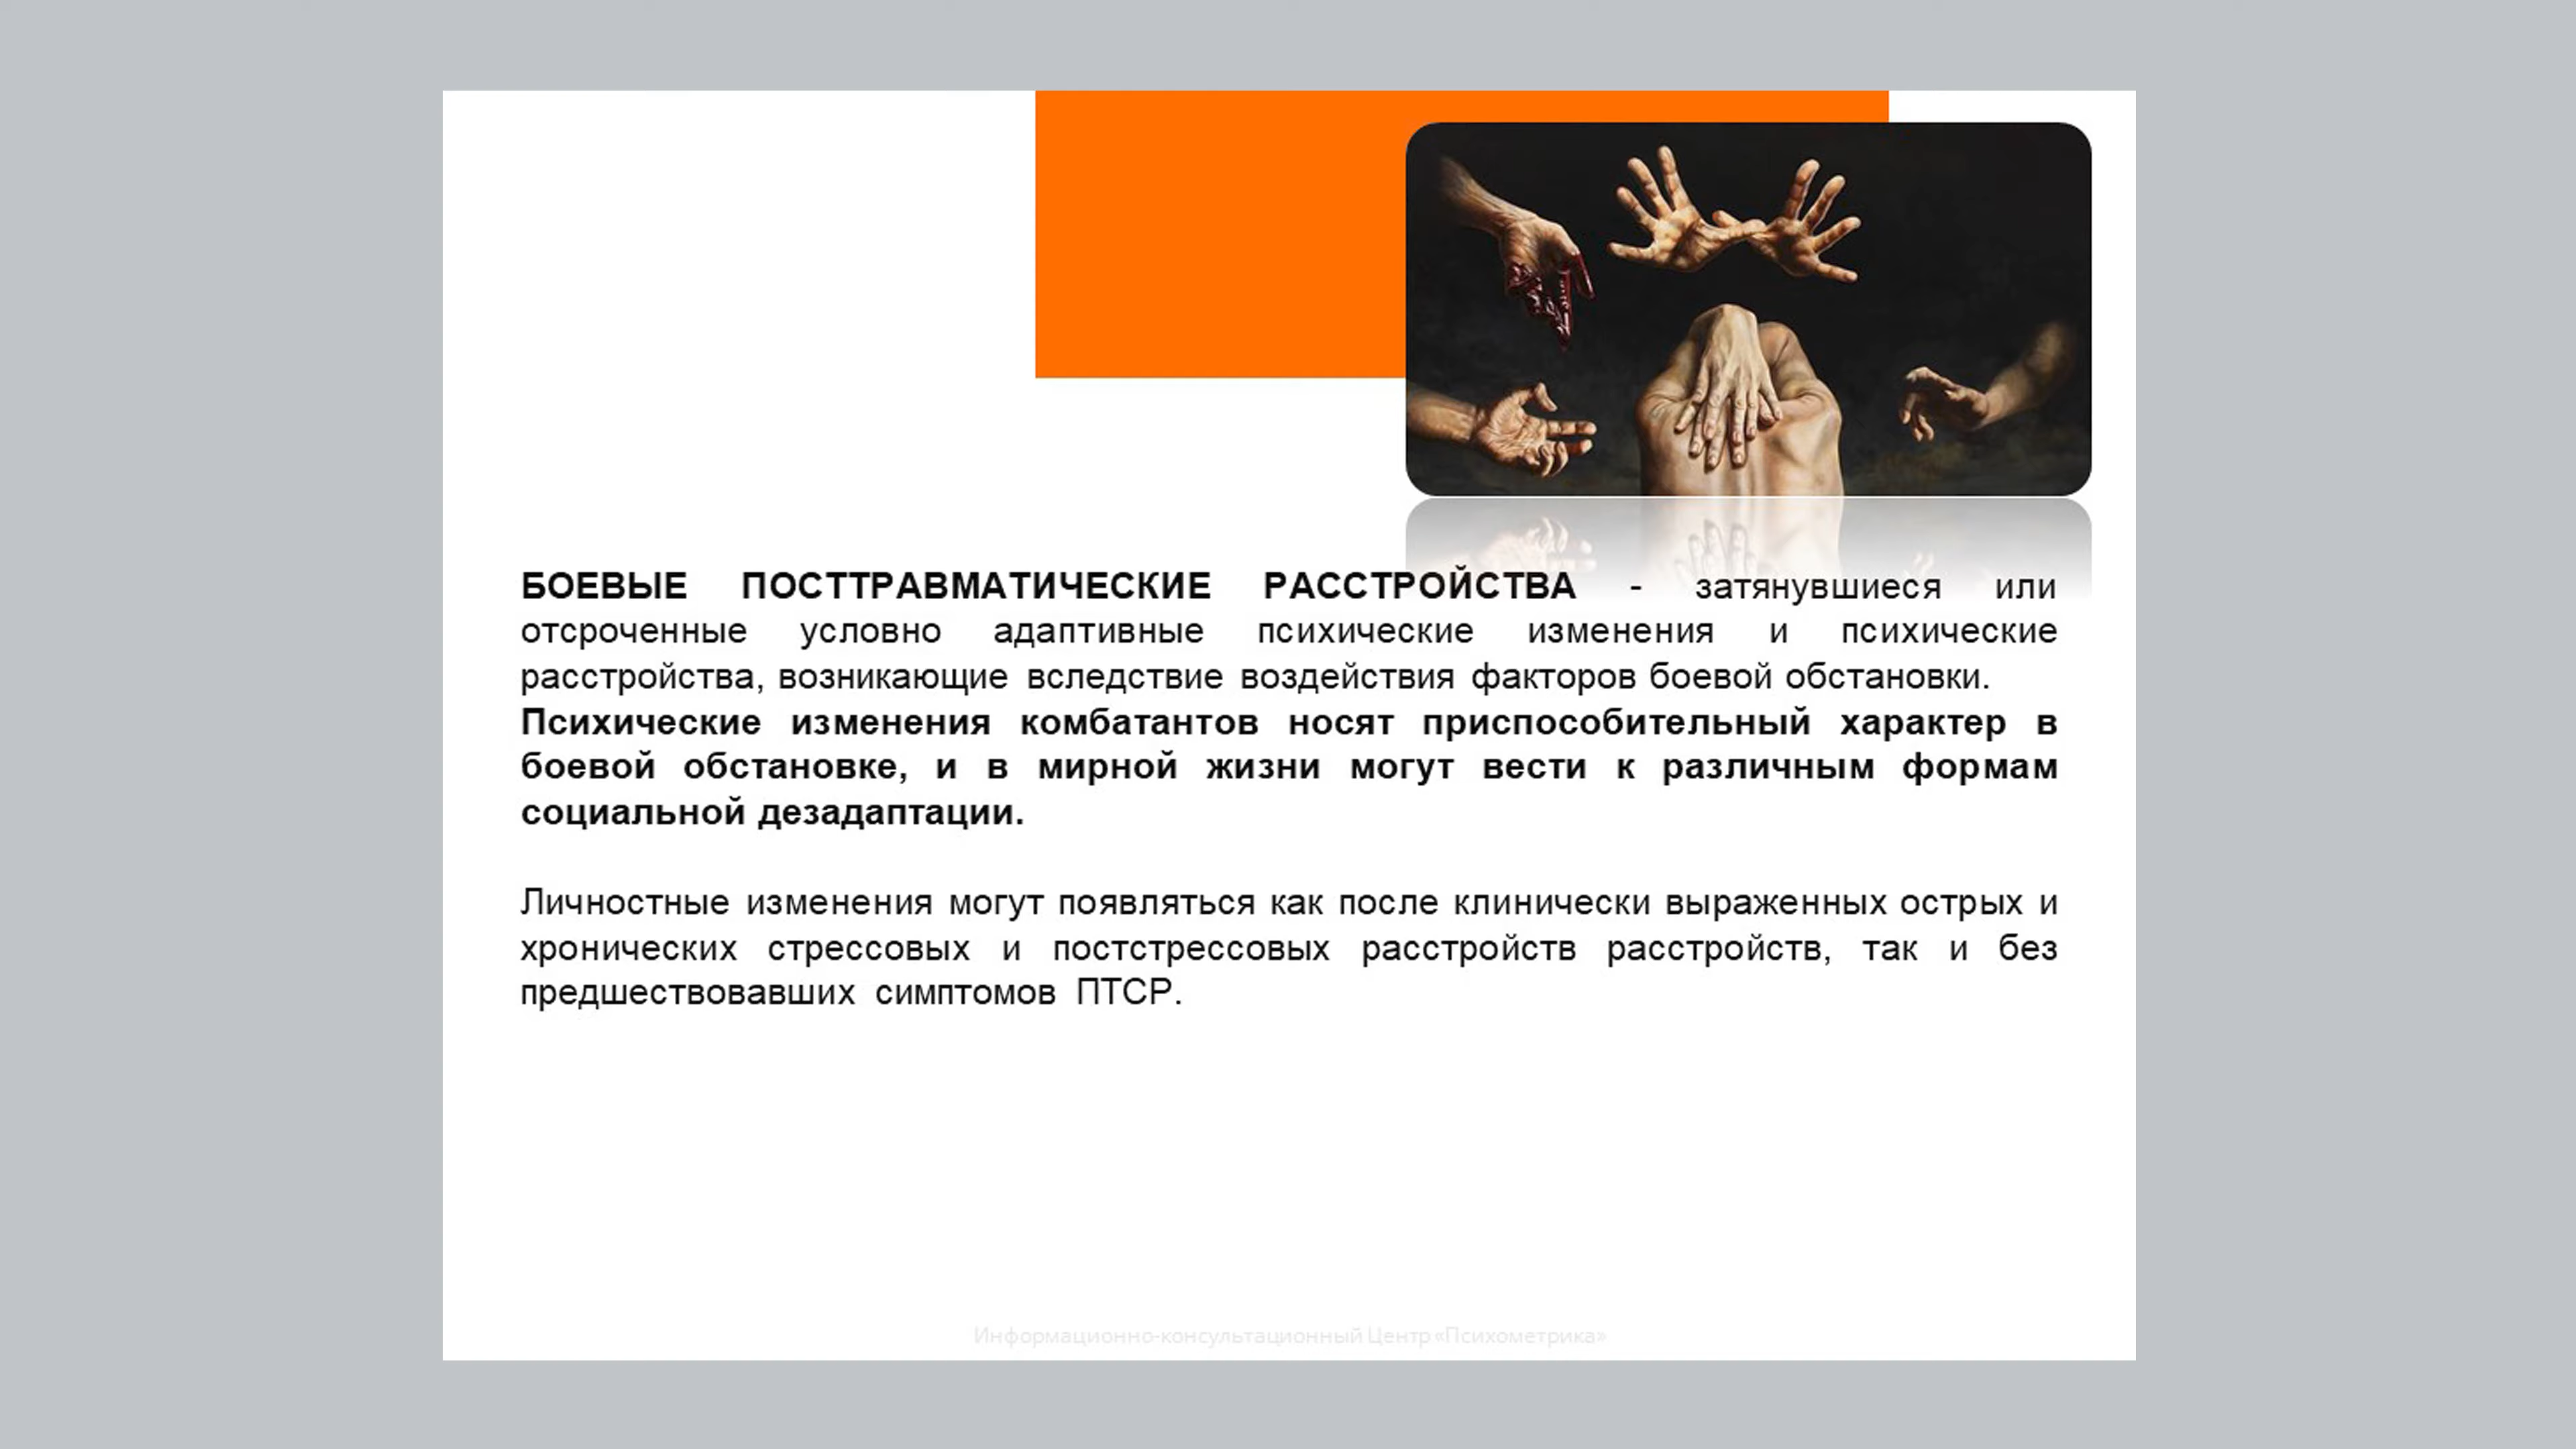 БОЕВЫЕ ПОСТТРАВМАТИЧЕСКИЕ РАССТРОЙСТВА - затянувшиеся или
отсроченные условно адаптивные психические изменения и психические
расстройства, возникающие вследствие воздействия факторов боевой обстановки.
Психические изменения комбатантов носят приспособительный характер в
боевой обстановке, и в мирной жизни могут вести к различным формам
социальной дезадаптации.
Личностные изменения могут появляться как после клинически выраженных острых и
хронических стрессовых и постстрессовых расстройств расстройств, так и без
предшествовавших симптомов ПТСР.
Информационно-консультационный Центр «Психометрика»